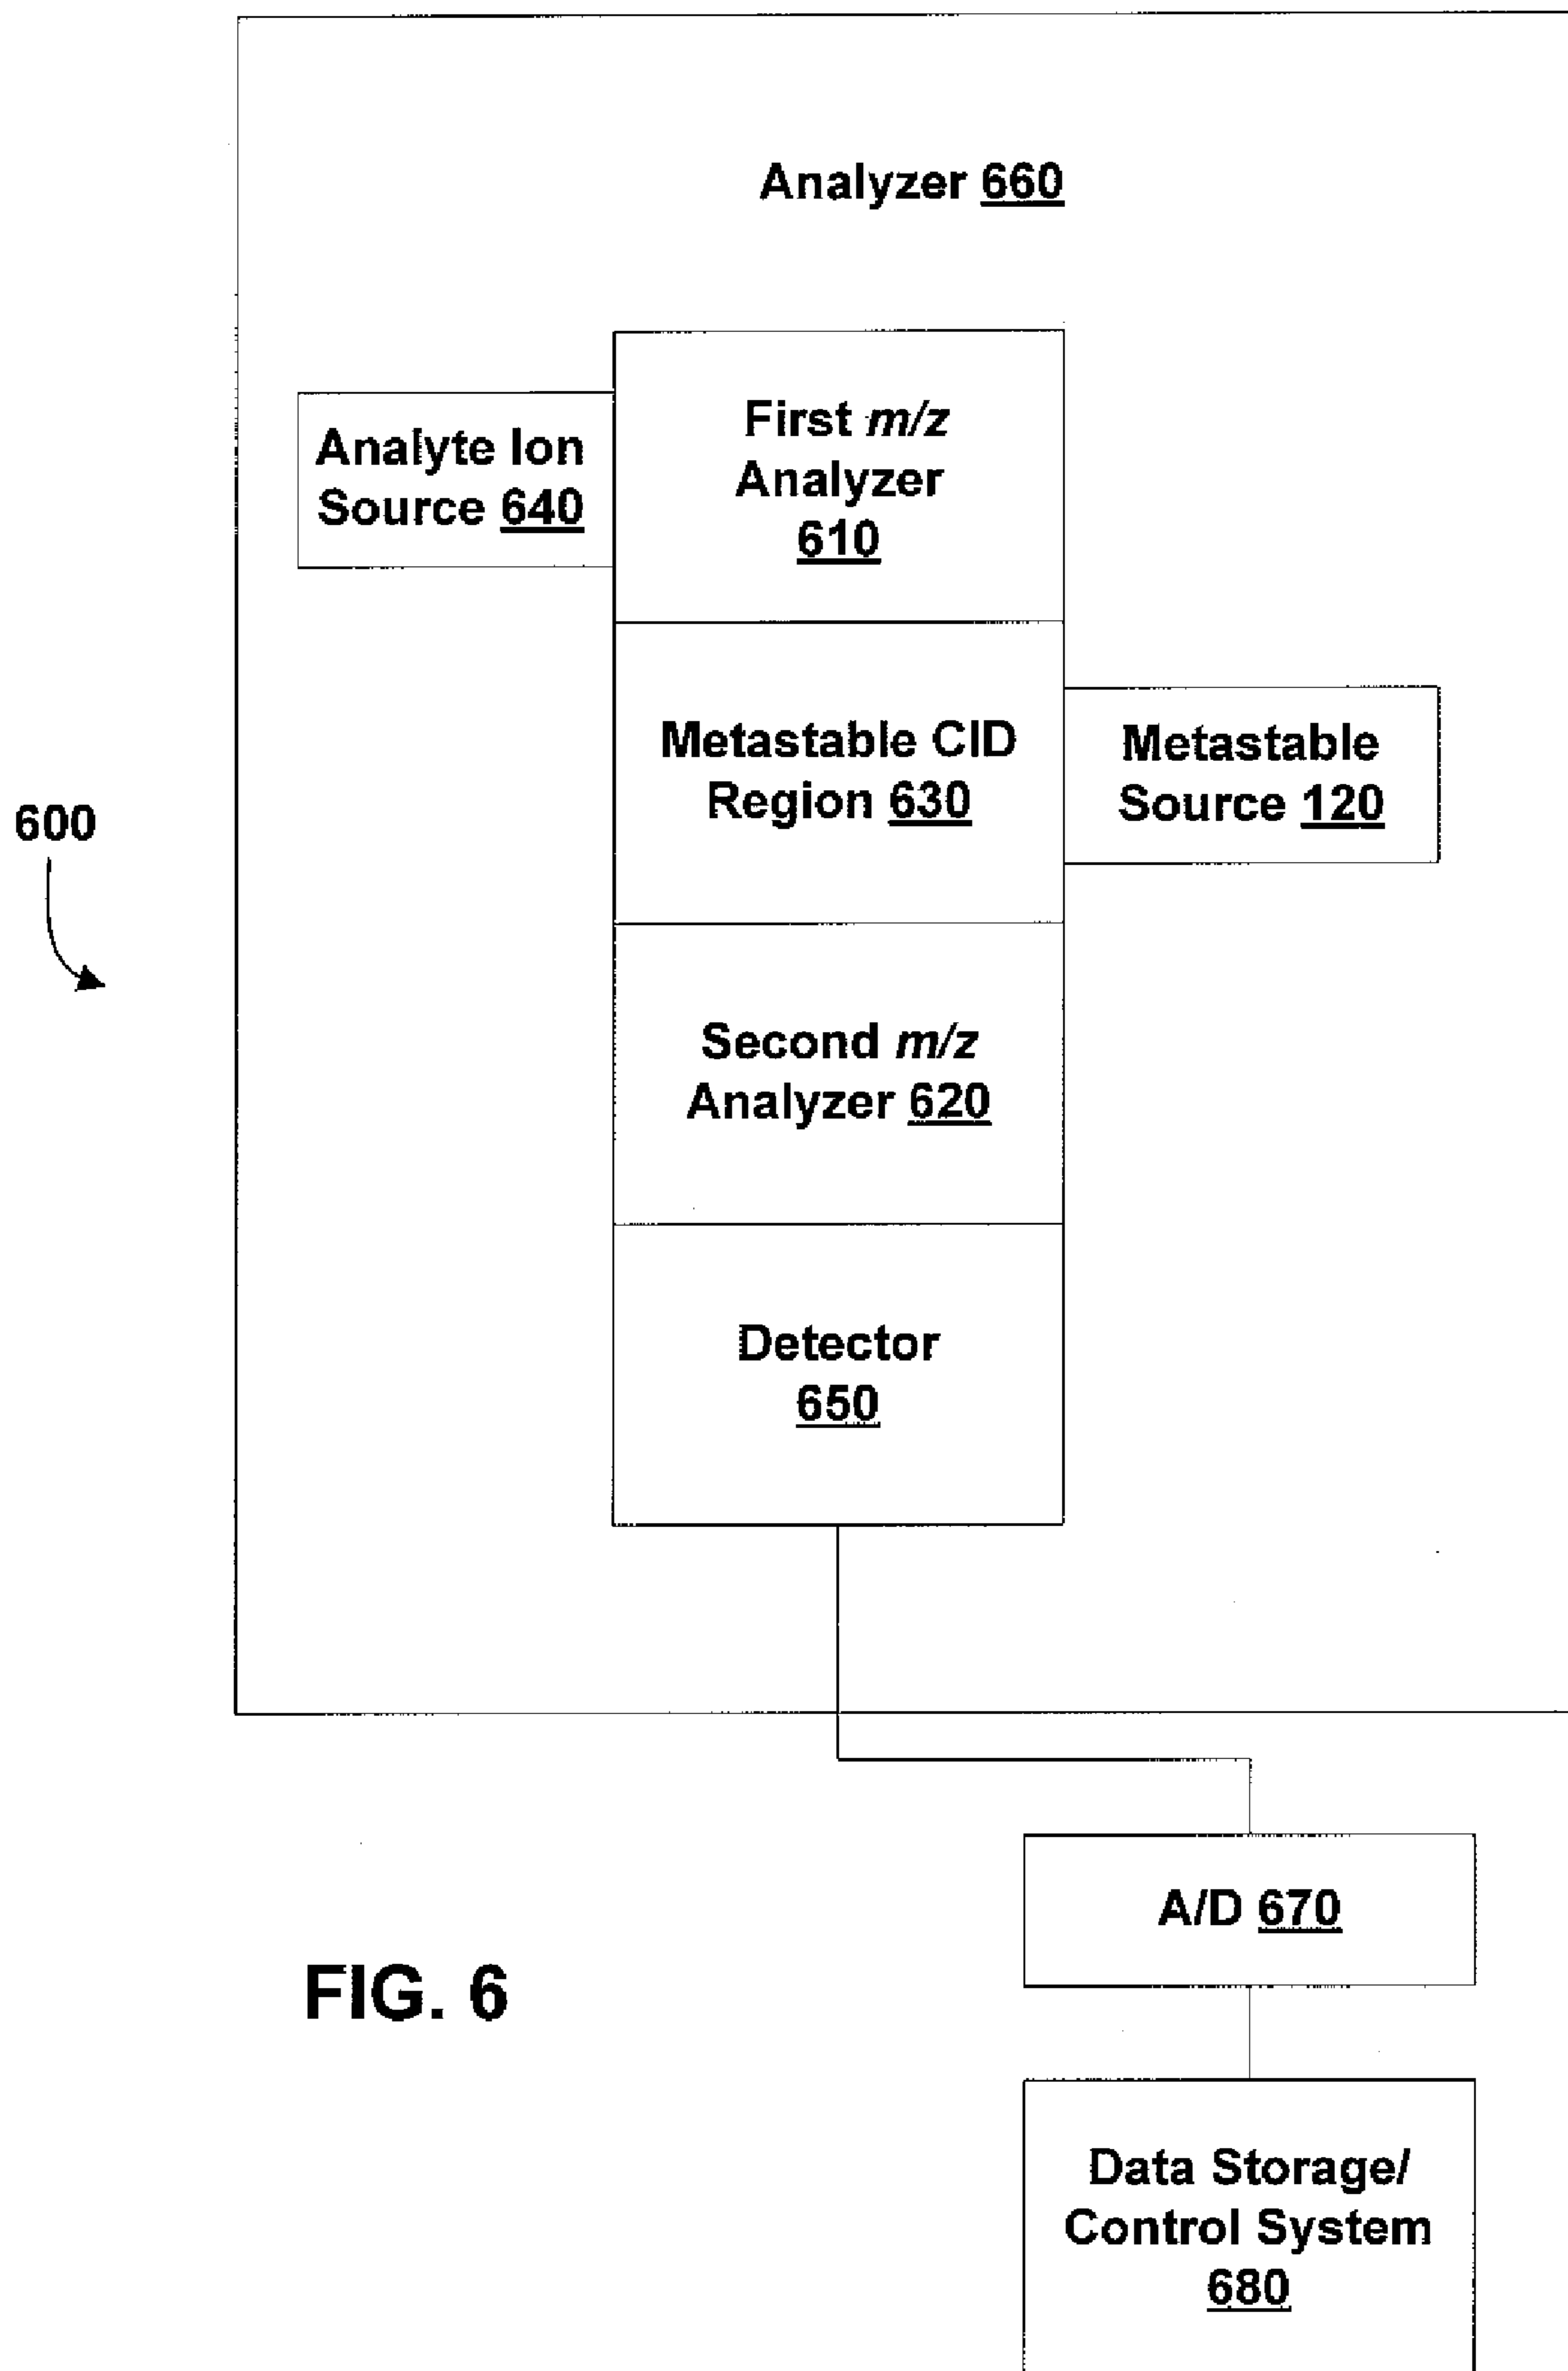 Analyzer 660
First m/z
Analyzer
610
Analyte Ion
Source 640
Metastable CID
Region 630
Metastable
Source 120
600
Second m/z
Analyzer 620
Detector
650
A/D 670
FIG. 6
Data Storage/
Control System
680